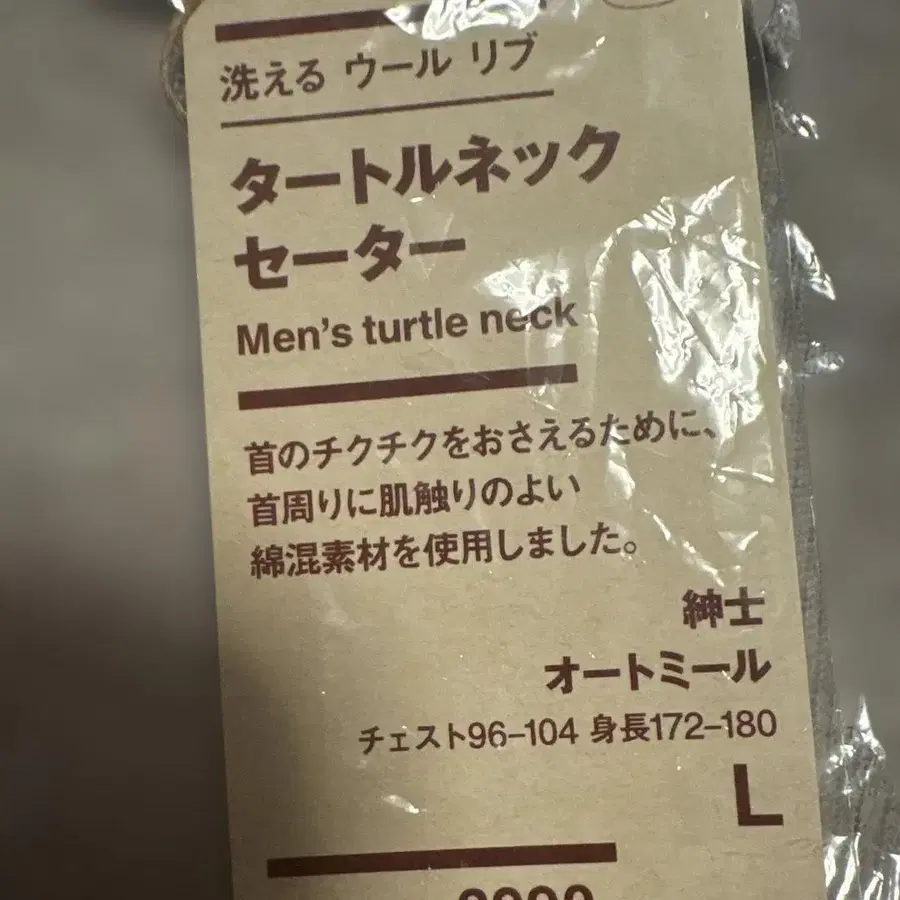 洗える ウール リブ
タートルネック
セーター
Men's turtle neck
首のチクチクをおさえるために、
首周りに肌触りのよい
綿混素材を使用しました。
紳士
オートミール
チェスト96-104 身長172-180
L